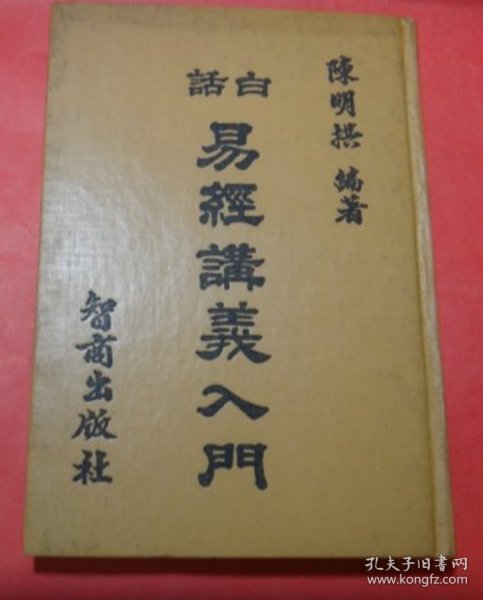 陳明拱 編著
白話
易經講義入門
智商出版社
孔夫子旧书网
www.kongfz.com